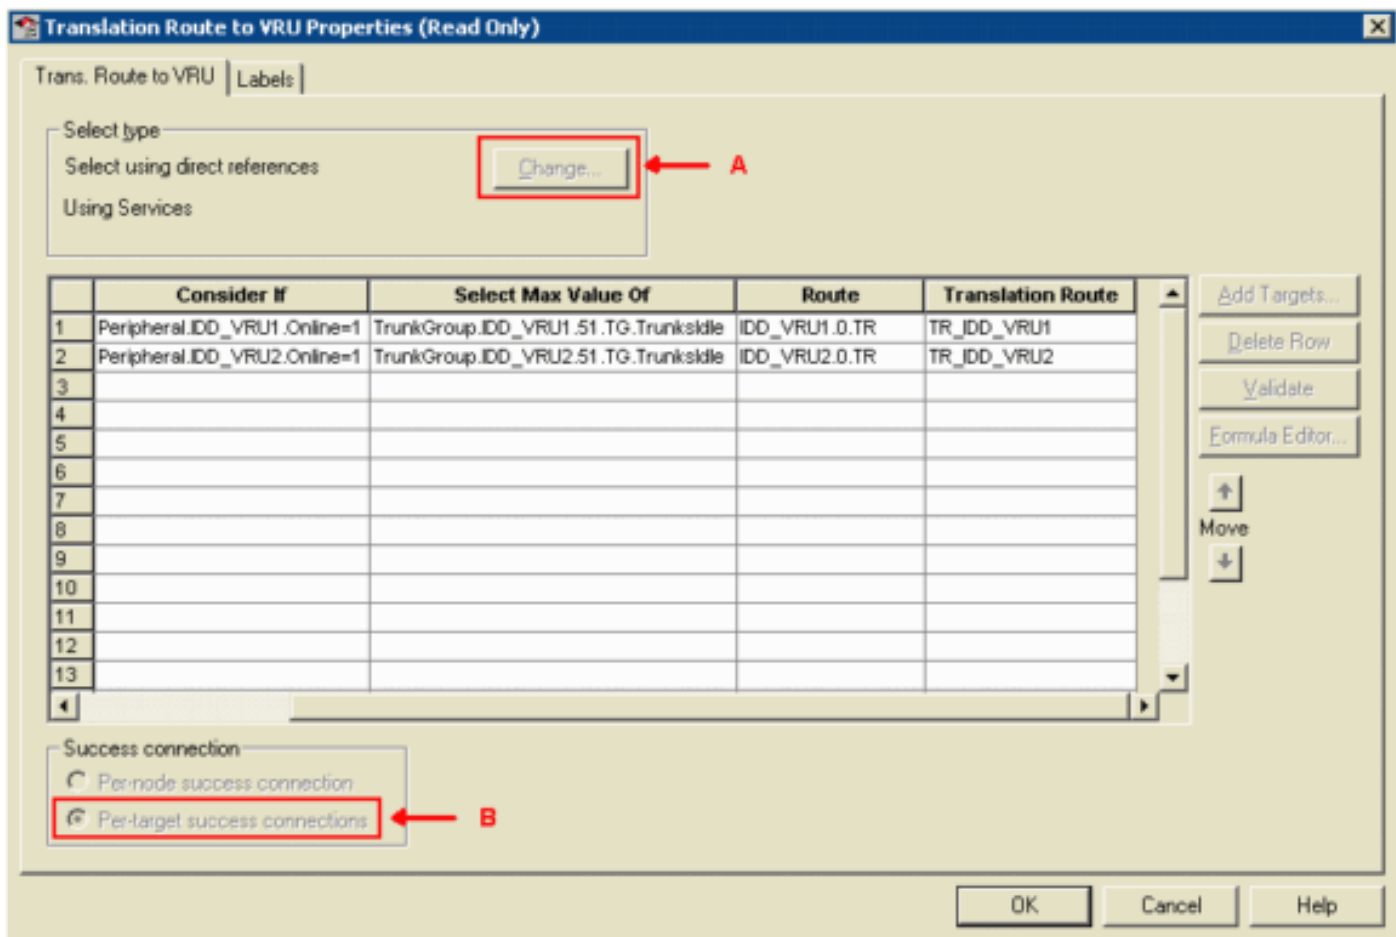 Translation Route to VRU Properties (Read Only)
Trans. Route to VRU Labels
Select type
Select using direct references Change... A
Using Services
Consider If Select Max Value Of Route Translation Route Add Targets...
1 Peripheral.IDD_VRU1.Online=1 TrunkGroup.IDD_VRU1.51.TG.TrunksIdle IDD_VRU1.0.TR TR_IDD_VRU1
2 Peripheral.IDD_VRU2.Online=1 TrunkGroup.IDD_VRU2.51.TG.TrunksIdle IDD_VRU2.0.TR TR_IDD_VRU2 Delete Row
3
4 Validate
5 Formula Editor...
6
7
8 Move
9
10
11
12
13
Success connection
Per-node success connection
Per-target success connections B
OK Cancel Help